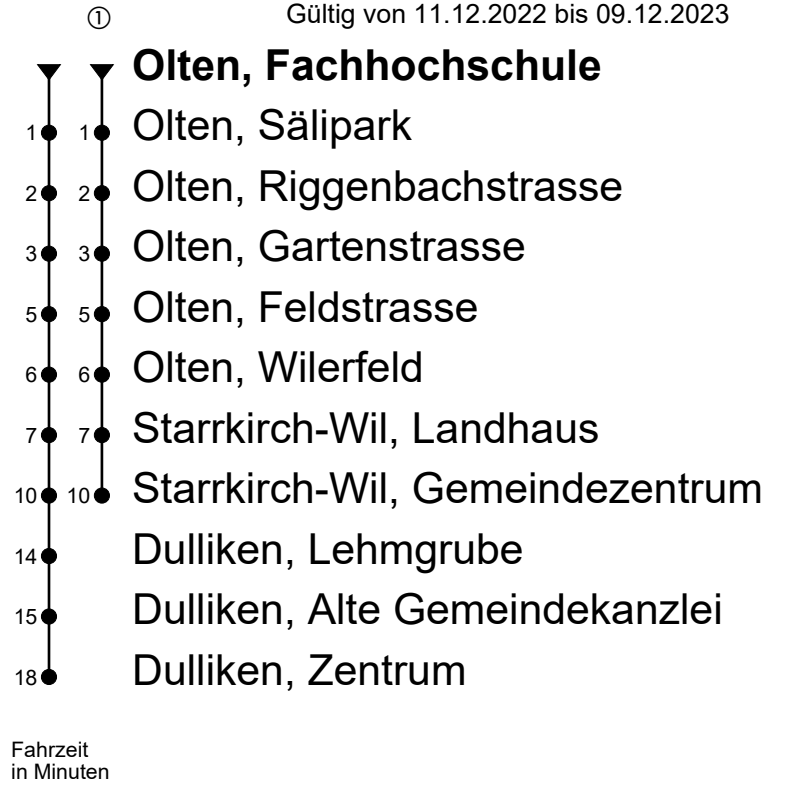 ① Gültig von 11.12.2022 bis 09.12.2023
Olten, Fachhochschule
1 1 Olten, Sälipark
2 2 Olten, Riggenbachstrasse
3 3 Olten, Gartenstrasse
5 5 Olten, Feldstrasse
6 6 Olten, Wilerfeld
7 7 Starrkirch-Wil, Landhaus
10 10 Starrkirch-Wil, Gemeindezentrum
14 Dulliken, Lehmgrube
15 Dulliken, Alte Gemeindekanzlei
18 Dulliken, Zentrum
Fahrzeit
in Minuten